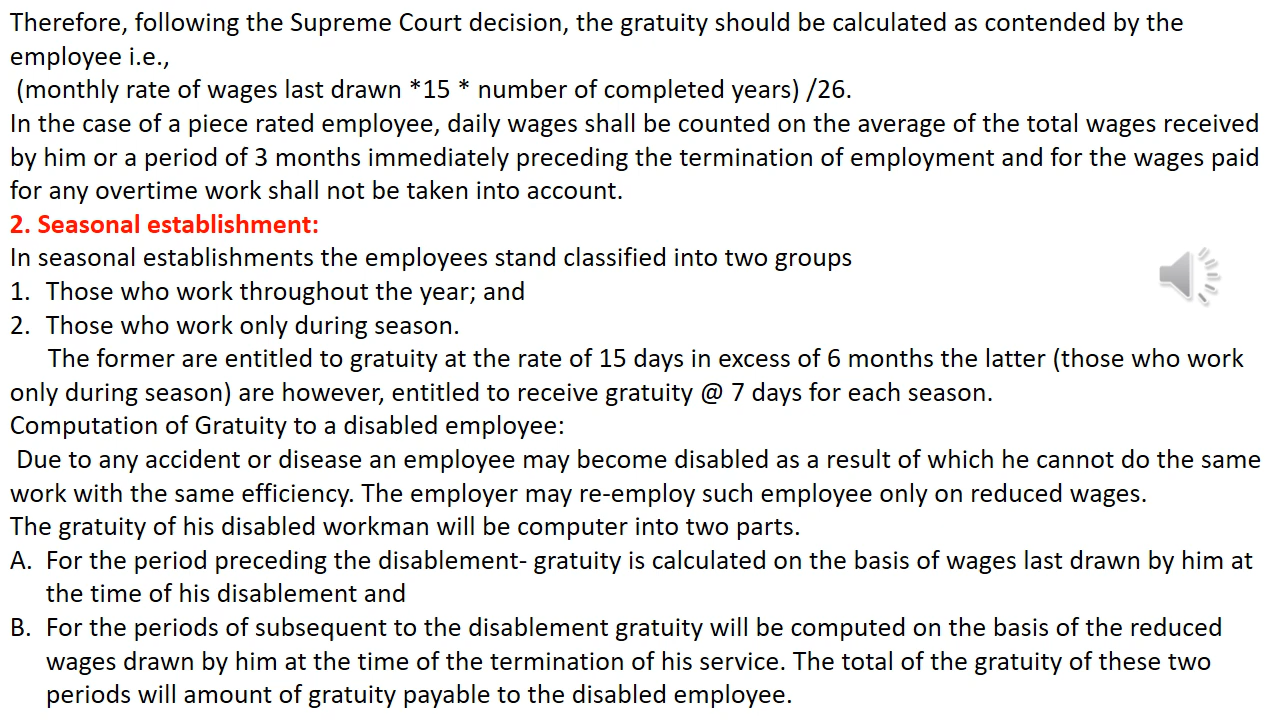 Therefore, following the Supreme Court decision, the gratuity should be calculated as contended by the
employee i.e.,
(monthly rate of wages last drawn *15 * number of completed years) /26.
In the case of a piece rated employee, daily wages shall be counted on the average of the total wages received
by him or a period of 3 months immediately preceding the termination of employment and for the wages paid
for any overtime work shall not be taken into account.
2. Seasonal establishment:
In seasonal establishments the employees stand classified into two groups
1. Those who work throughout the year; and
2. Those who work only during season.
The former are entitled to gratuity at the rate of 15 days in excess of 6 months the latter (those who work
only during season) are however, entitled to receive gratuity @ 7 days for each season.
Computation of Gratuity to a disabled employee:
Due to any accident or disease an employee may become disabled as a result of which he cannot do the same
work with the same efficiency. The employer may re-employ such employee only on reduced wages.
The gratuity of his disabled workman will be computer into two parts.
A. For the period preceding the disablement- gratuity is calculated on the basis of wages last drawn by him at
the time of his disablement and
B. For the periods of subsequent to the disablement gratuity will be computed on the basis of the reduced
wages drawn by him at the time of the termination of his service. The total of the gratuity of these two
periods will amount of gratuity payable to the disabled employee.